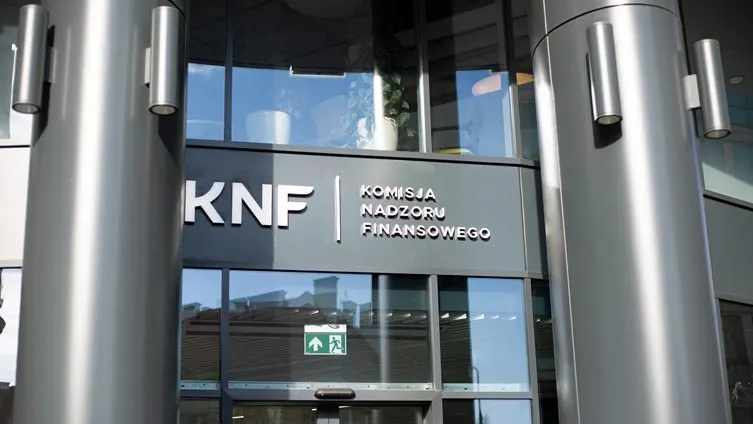 KNF
KOMISJA
NADZORU
FINANSOWEGO